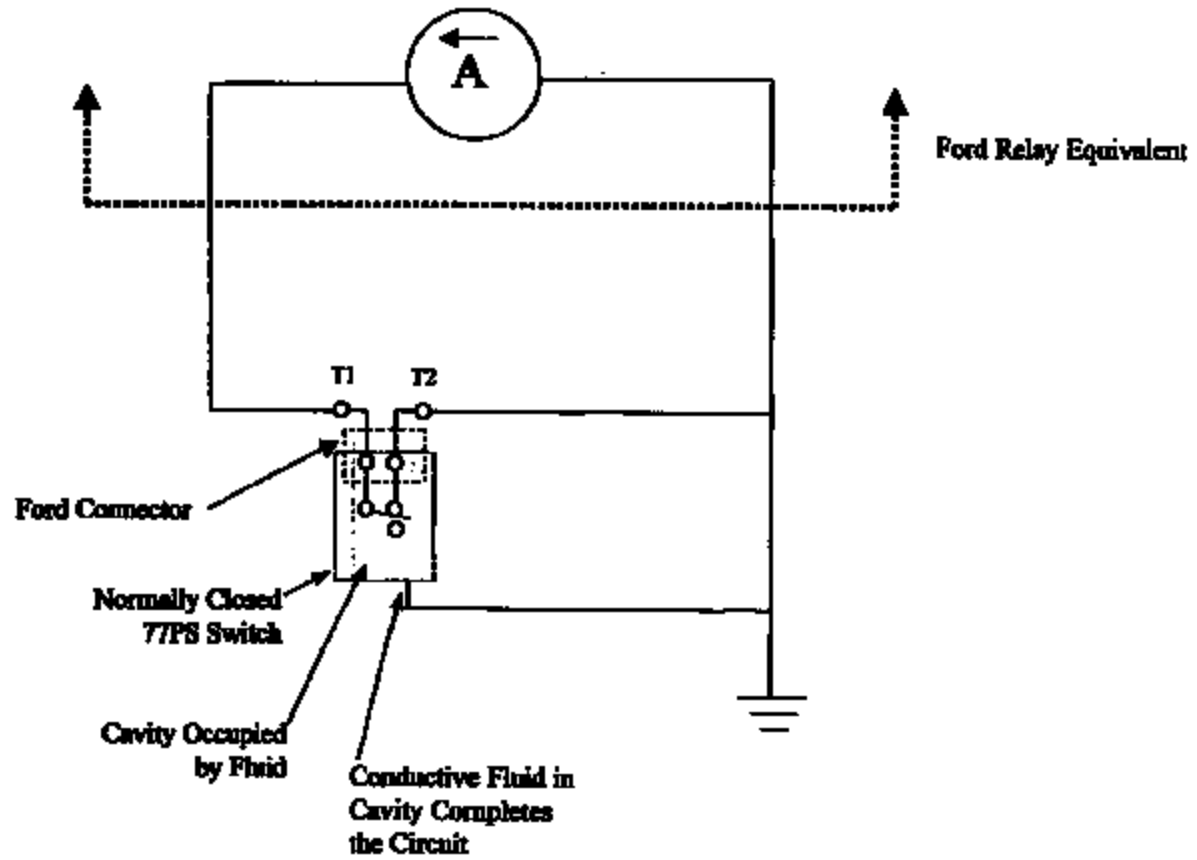 A
Ford Relay Equivalent
T1 T2
Ford Connector
Normally Closed
77PS Switch
Cavity Occupied
by Fluid
Conductive Fluid in
Cavity Completes
the Circuit